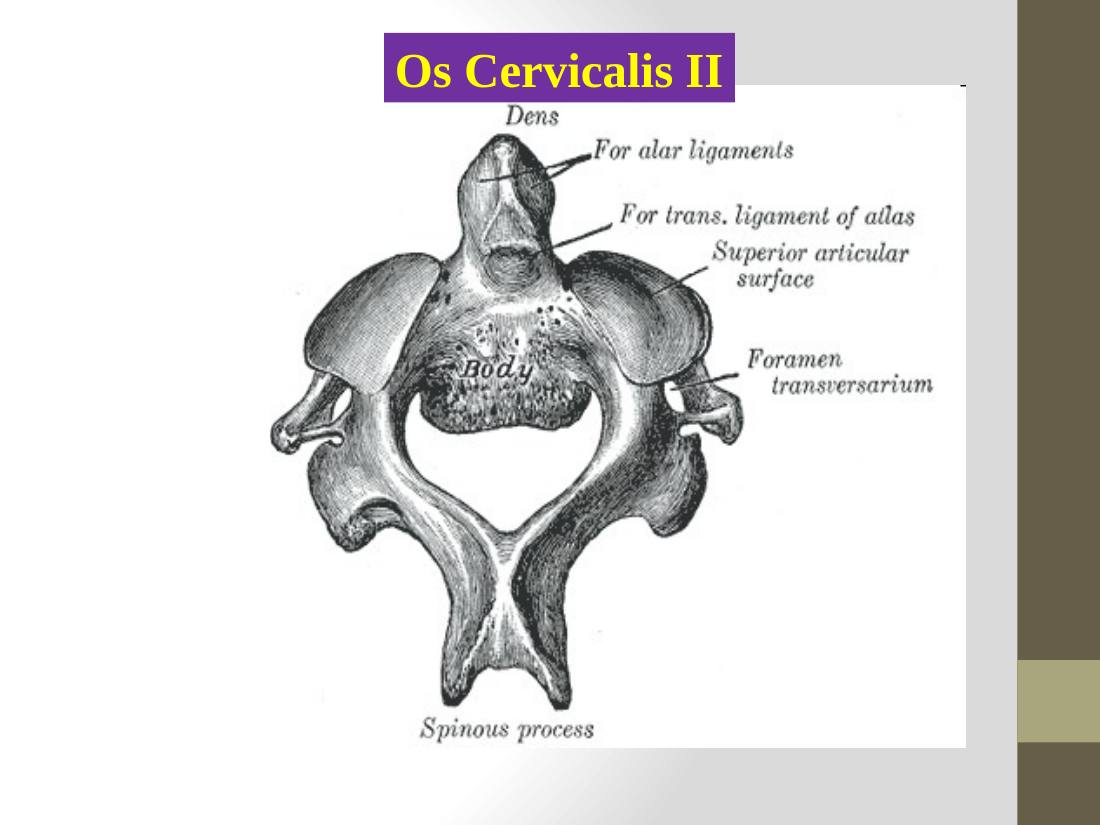 Os Cervicalis II
Dens
For alar ligaments
For trans. ligament of atlas
Superior articular
surface
Body
Foramen
transversarium
Spinous process